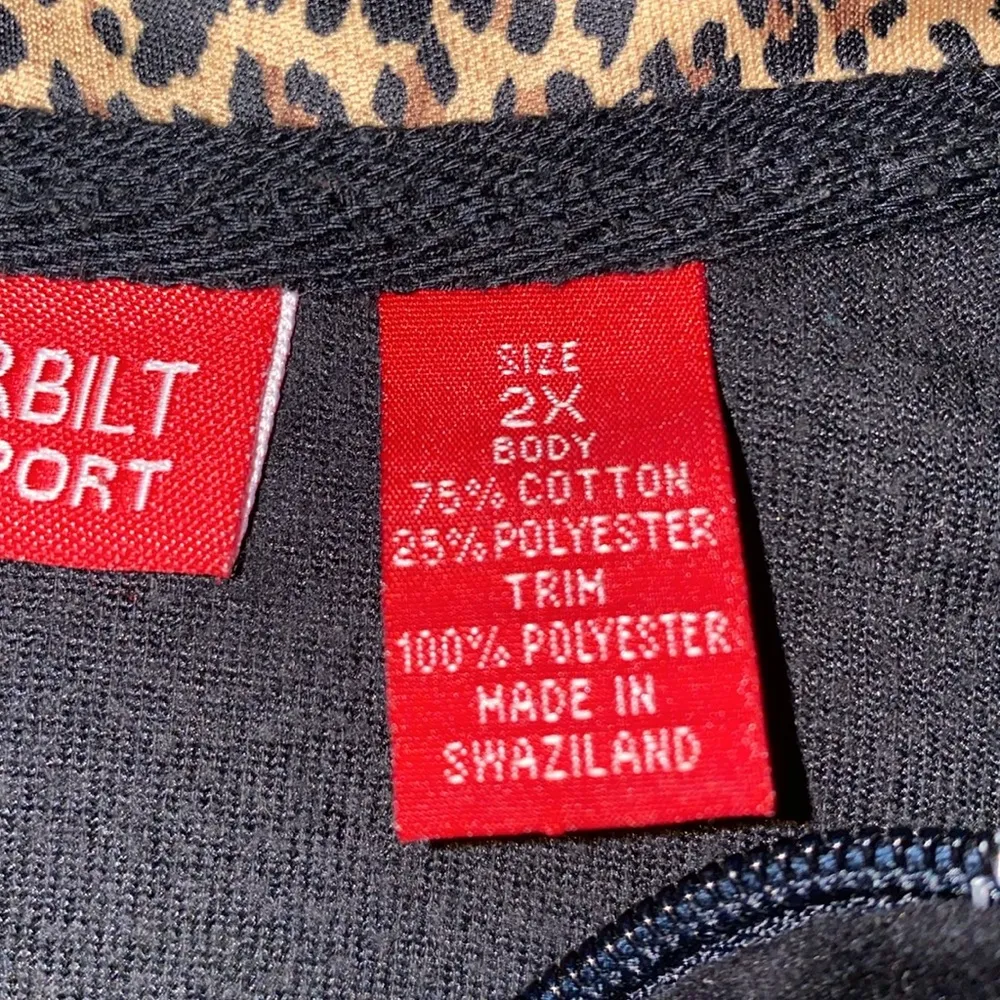 RBILT
PORT
SIZE
2X
BODY
75% COTTON
25% POLYESTER
TRIM
100% POLYESTER
MADE IN
SWAZILAND